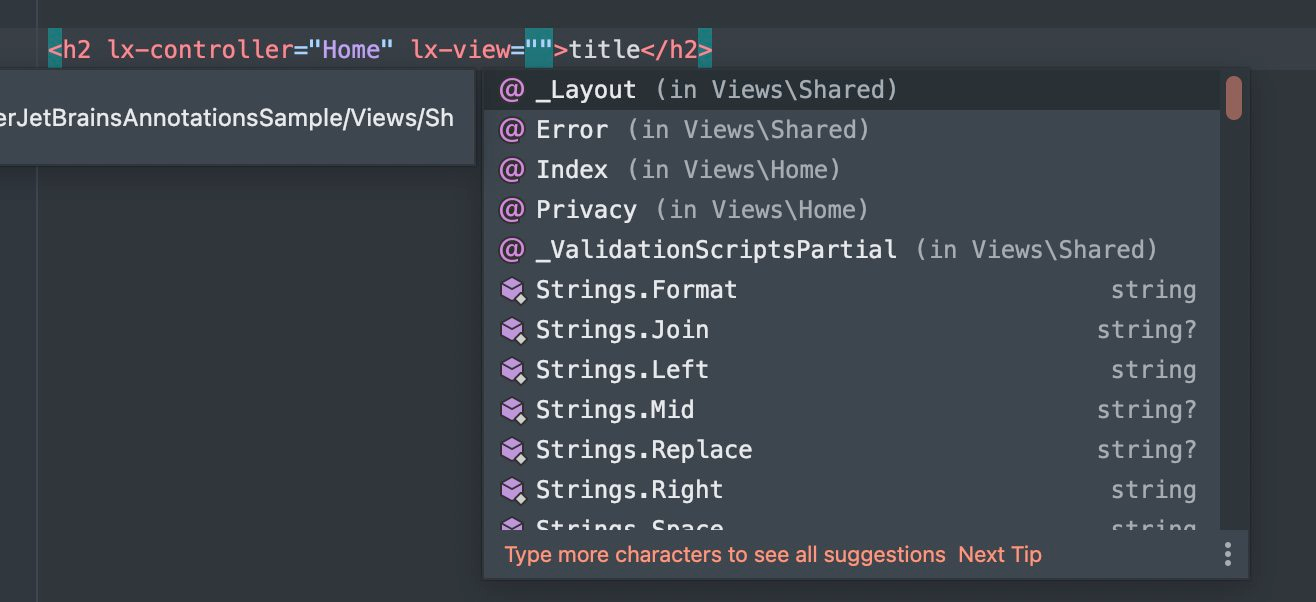 <h2 lx-controller="Home" lx-view="">title</h2>
erJetBrainsAnnotationsSample/Views/Sh
@ _Layout (in Views\Shared)
@ Error (in Views\Shared)
@ Index (in Views\Home)
@ Privacy (in Views\Home)
@ _ValidationScriptsPartial (in Views\Shared)
Strings.Format string
Strings.Join string?
Strings.Left string
Strings.Mid string?
Strings.Replace string?
Strings.Right string
Strings.Space string
Type more characters to see all suggestions Next Tip